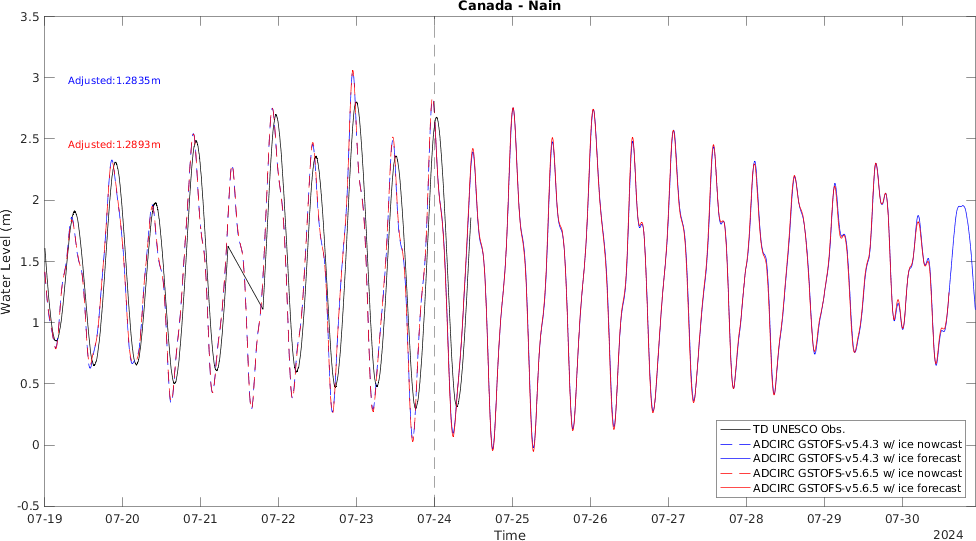 Canada - Nain
3.5
3
2.5
2
1.5
1
0.5
0
-0.5
Water Level (m)
Adjusted:1.2835m
Adjusted:1.2893m
TD UNESCO Obs.
ADCIRC GSTOFS-v5.4.3 w/ ice nowcast
ADCIRC GSTOFS-v5.4.3 w/ ice forecast
ADCIRC GSTOFS-v5.6.5 w/ ice nowcast
ADCIRC GSTOFS-v5.6.5 w/ ice forecast
07-19 07-20 07-21 07-22 07-23 07-24 07-25 07-26 07-27 07-28 07-29 07-30
Time
2024